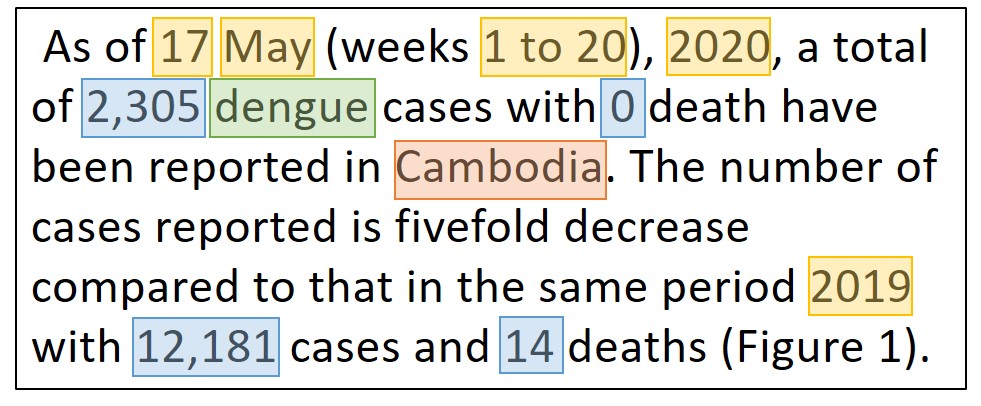 As of 17 May (weeks 1 to 20), 2020, a total
of 2,305 dengue cases with 0 death have
been reported in Cambodia. The number of
cases reported is fivefold decrease
compared to that in the same period 2019
with 12,181 cases and 14 deaths (Figure 1).